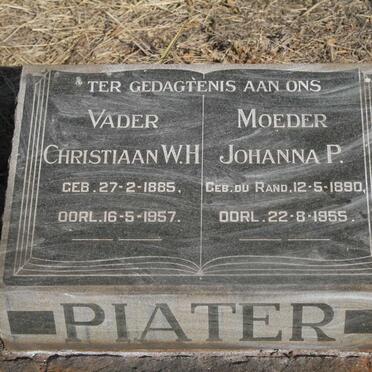 TER GEDAGTENIS AAN ONS
VADER
CHRISTIAAN W.H
GEB. 27-2-1885.
OORL. 16-5-1957.
MOEDER
JOHANNA P.
GEB. DU RAND, 12-5-1890,
OORL. 22-8-1955.
PIATER